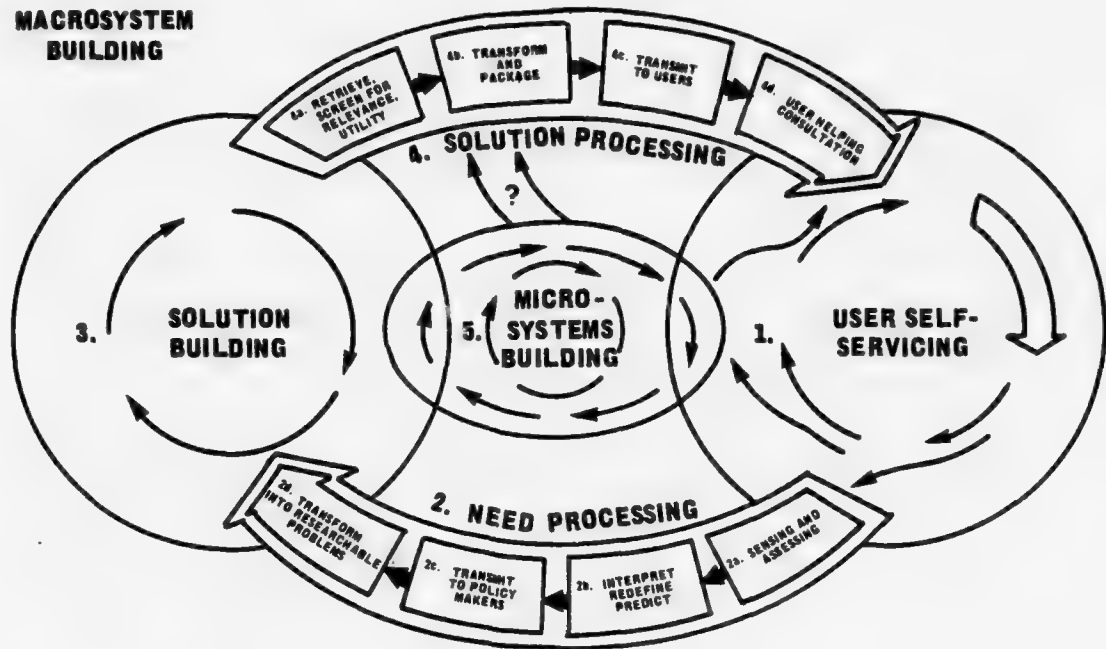 MACROSYSTEM
BUILDING
4a. RETRIEVE,
SCREEN FOR
RELEVANCE,
UTILITY
4b. TRANSFORM
AND
PACKAGE
4c. TRANSMIT
TO USERS
4d. USER HELPING
CONSULTATION
4. SOLUTION PROCESSING
?
3. SOLUTION
BUILDING
5. MICRO-
SYSTEMS
BUILDING
1. USER SELF-
SERVICING
2. NEED PROCESSING
2d. TRANSFORM
INTO RESEARCHABLE
PROBLEMS
2c. TRANSMIT
TO POLICY
MAKERS
2b. INTERPRET
REDEFINE
PREDICT
2a. SENSING AND
ASSESSING